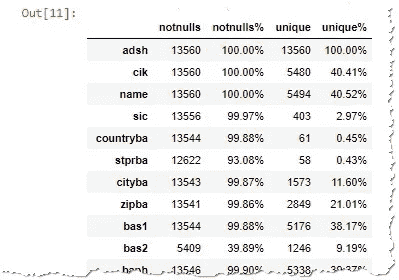 Out[11]:
notnulls notnulls% unique unique%
adsh 13560 100.00% 13560 100.00%
cik 13560 100.00% 5480 40.41%
name 13560 100.00% 5494 40.52%
sic 13556 99.97% 403 2.97%
countryba 13544 99.88% 61 0.45%
stprba 12622 93.08% 58 0.43%
cityba 13543 99.87% 1573 11.60%
zipba 13541 99.86% 2849 21.01%
bas1 13544 99.88% 5176 38.17%
bas2 5409 39.89% 1246 9.19%
13546 99.90% 5338